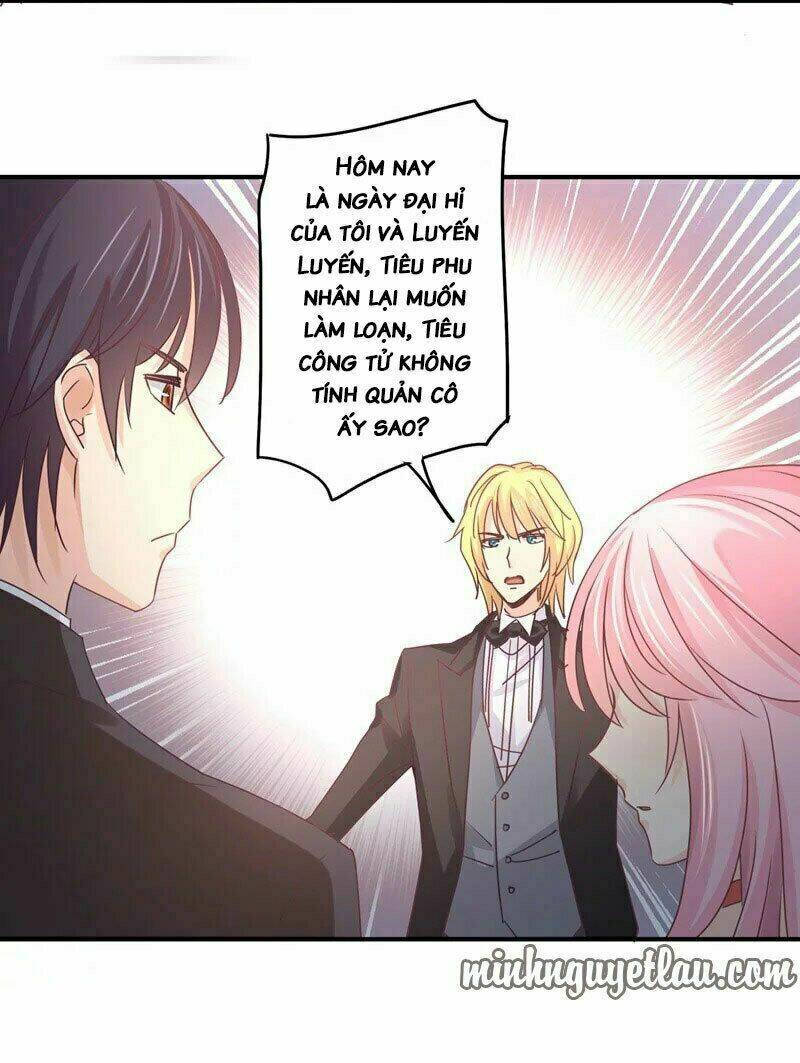 HÔM NAY
LÀ NGÀY ĐẠI HỈ
CỦA TÔI VÀ LUYẾN
LUYẾN, TIÊU PHU
NHÂN LẠI MUỐN
LÀM LOẠN, TIÊU
CÔNG TỬ KHÔNG
TÍNH QUẢN CÔ
ẤY SAO?
minhnguyetlau.com